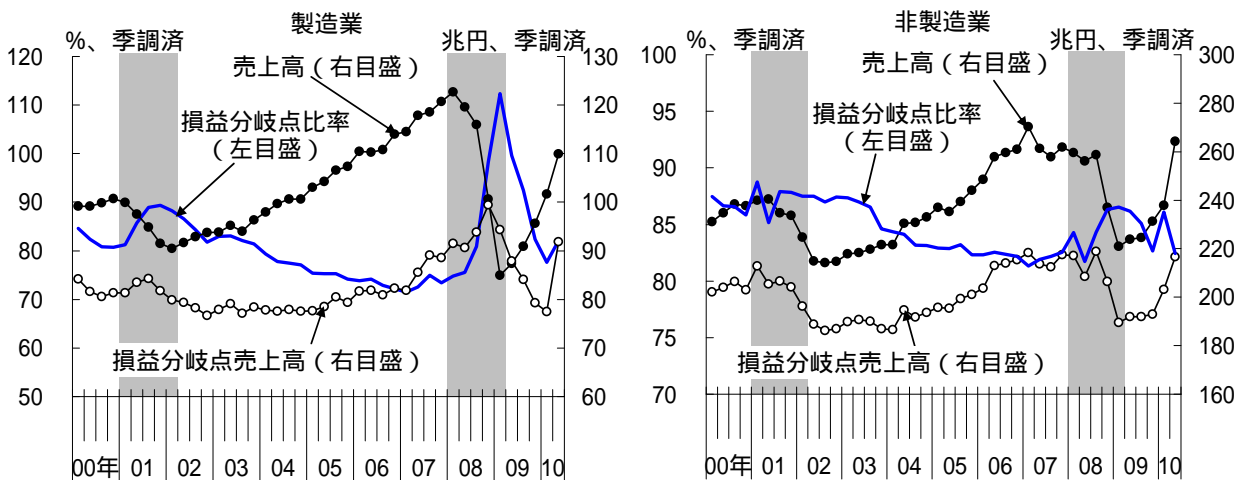 製造業
%、季調済
兆円、季調済
120
110
100
90
80
70
60
50
130
120
110
100
90
80
70
60
売上高（右目盛）
損益分岐点比率
（左目盛）
損益分岐点売上高（右目盛）
00年 01 02 03 04 05 06 07 08 09 10
非製造業
%、季調済
兆円、季調済
100
95
90
85
80
75
70
300
280
260
240
220
200
180
160
売上高（右目盛）
損益分岐点比率
（左目盛）
損益分岐点売上高（右目盛）
00年 01 02 03 04 05 06 07 08 09 10